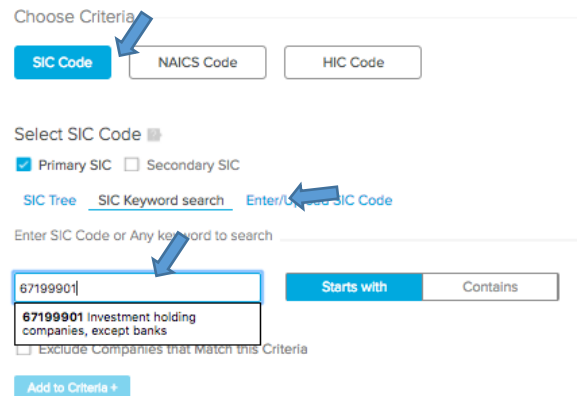 Choose Criteria
SIC Code NAICS Code HIC Code
Select SIC Code
Primary SIC Secondary SIC
SIC Tree SIC Keyword search Enter/Upload SIC Code
Enter SIC Code or Any keyword to search
67199901 Starts with Contains
67199901 Investment holding
companies, except banks
Exclude Companies that Match this Criteria
Add to Criteria +